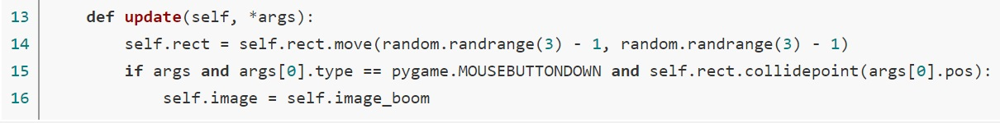 13 def update(self, *args):
14 self.rect = self.rect.move(random.randrange(3) - 1, random.randrange(3) - 1)
15 if args and args[0].type == pygame.MOUSEBUTTONDOWN and self.rect.collidepoint(args[0].pos):
16 self.image = self.image_boom